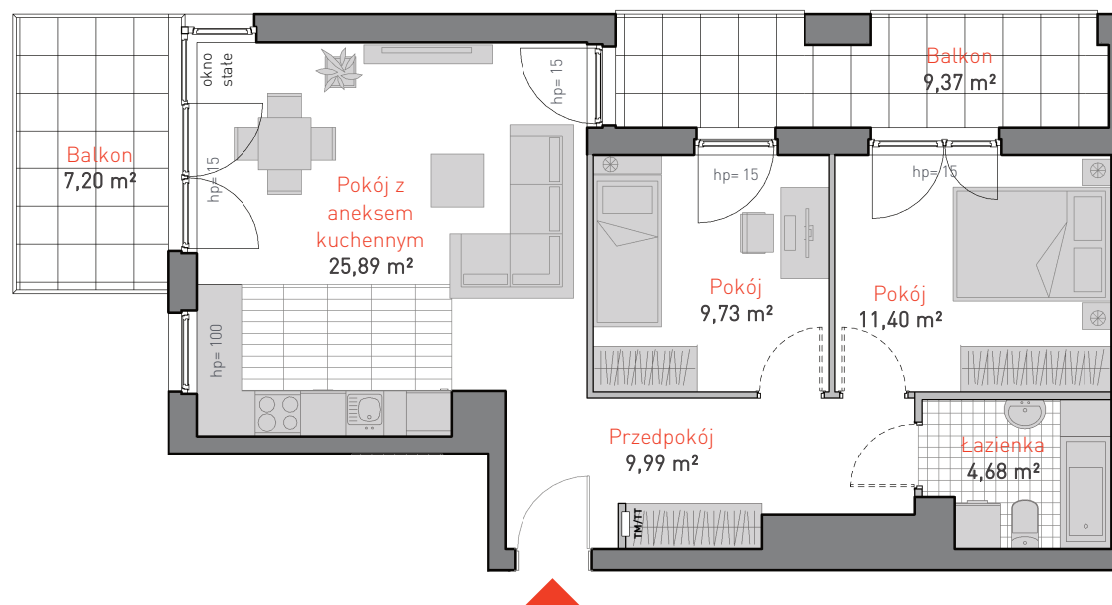 okno
stałe
hp= 15
Balkon
9,37 m²
Balkon
7,20 m²
hp= 15
Pokój z
aneksem
kuchennym
25,89 m²
hp= 15
hp= 15
Pokój
9,73 m²
Pokój
11,40 m²
hp= 100
Przedpokój
9,99 m²
Łazienka
4,68 m²
TM/TT